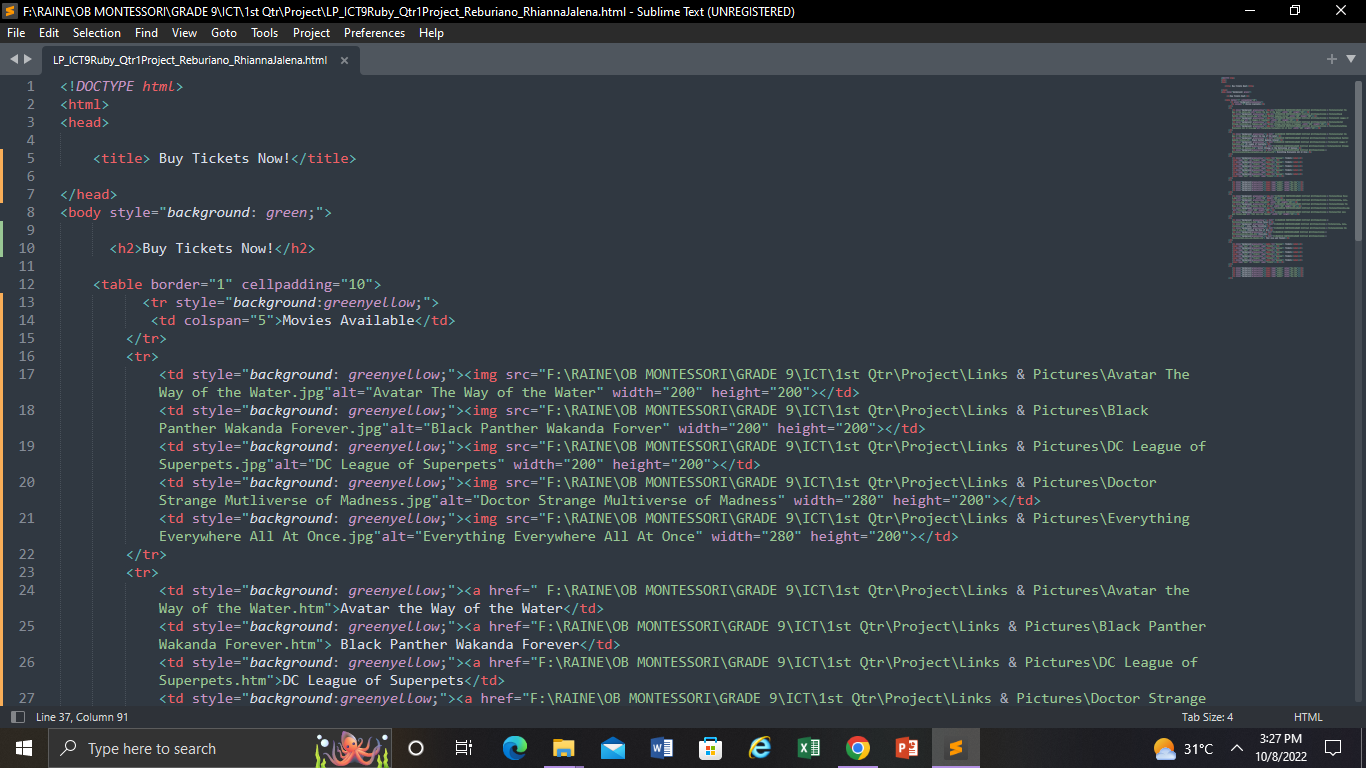 F:\RAINE\OB MONTESSORI\GRADE 9\ICT\1st Qtr\Project\LP_ICT9Ruby_Qtr1Project_Reburiano_RhiannaJalena.html - Sublime Text (UNREGISTERED)
File Edit Selection Find View Goto Tools Project Preferences Help
LP_ICT9Ruby_Qtr1Project_Reburiano_RhiannaJalena.html
1 <!DOCTYPE html>
2 <html>
3 <head>
4
5 <title> Buy Tickets Now!</title>
6
7 </head>
8 <body style="background: green;">
9
10 <h2>Buy Tickets Now!</h2>
11
12 <table border="1" cellpadding="10">
13 <tr style="background:greenyellow;">
14 <td colspan="5">Movies Available</td>
15 </tr>
16 <tr>
17 <td style="background: greenyellow;"><img src="F:\RAINE\OB MONTESSORI\GRADE 9\ICT\1st Qtr\Project\Links & Pictures\Avatar The
Way of the Water.jpg"alt="Avatar The Way of the Water" width="200" height="200"></td>
18 <td style="background: greenyellow;"><img src="F:\RAINE\OB MONTESSORI\GRADE 9\ICT\1st Qtr\Project\Links & Pictures\Black
Panther Wakanda Forever.jpg"alt="Black Panther Wakanda Forver" width="200" height="200"></td>
19 <td style="background: greenyellow;"><img src="F:\RAINE\OB MONTESSORI\GRADE 9\ICT\1st Qtr\Project\Links & Pictures\DC League of
Superpets.jpg"alt="DC League of Superpets" width="200" height="200"></td>
20 <td style="background: greenyellow;"><img src="F:\RAINE\OB MONTESSORI\GRADE 9\ICT\1st Qtr\Project\Links & Pictures\Doctor
Strange Mutliverse of Madness.jpg"alt="Doctor Strange Multiverse of Madness" width="280" height="200"></td>
21 <td style="background: greenyellow;"><img src="F:\RAINE\OB MONTESSORI\GRADE 9\ICT\1st Qtr\Project\Links & Pictures\Everything
Everywhere All At Once.jpg"alt="Everything Everywhere All At Once" width="280" height="200"></td>
22 </tr>
23 <tr>
24 <td style="background: greenyellow;"><a href=" F:\RAINE\OB MONTESSORI\GRADE 9\ICT\1st Qtr\Project\Links & Pictures\Avatar the
Way of the Water.htm">Avatar the Way of the Water</td>
25 <td style="background: greenyellow;"><a href="F:\RAINE\OB MONTESSORI\GRADE 9\ICT\1st Qtr\Project\Links & Pictures\Black Panther
Wakanda Forever.htm"> Black Panther Wakanda Forever</td>
26 <td style="background: greenyellow;"><a href="F:\RAINE\OB MONTESSORI\GRADE 9\ICT\1st Qtr\Project\Links & Pictures\DC League of
Superpets.htm">DC League of Superpets</td>
27 <td style="background:greenyellow;"><a href="F:\RAINE\OB MONTESSORI\GRADE 9\ICT\1st Qtr\Project\Links & Pictures\Doctor Strange
Line 37, Column 91 Tab Size: 4 HTML
Type here to search 31°C 3:27 PM
10/8/2022